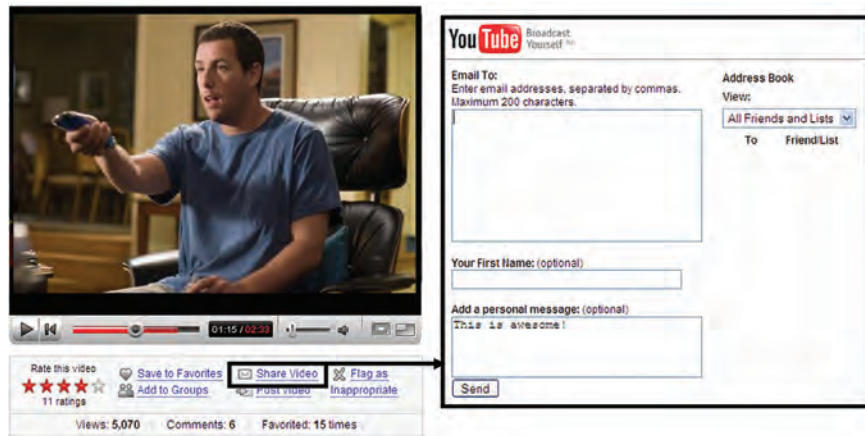 01:15 / 02:33
Rate this video
11 ratings
Save to Favorites
Add to Groups
Share Video
Post Video
Flag as
Inappropriate
Views: 5,070 Comments: 6 Favorited: 15 times
YouTube Broadcast
Yourself
Email To:
Enter email addresses, separated by commas.
Maximum 200 characters.
Your First Name: (optional)
Add a personal message: (optional)
This is awesome!
Send
Address Book
View:
All Friends and Lists
To Friend/List